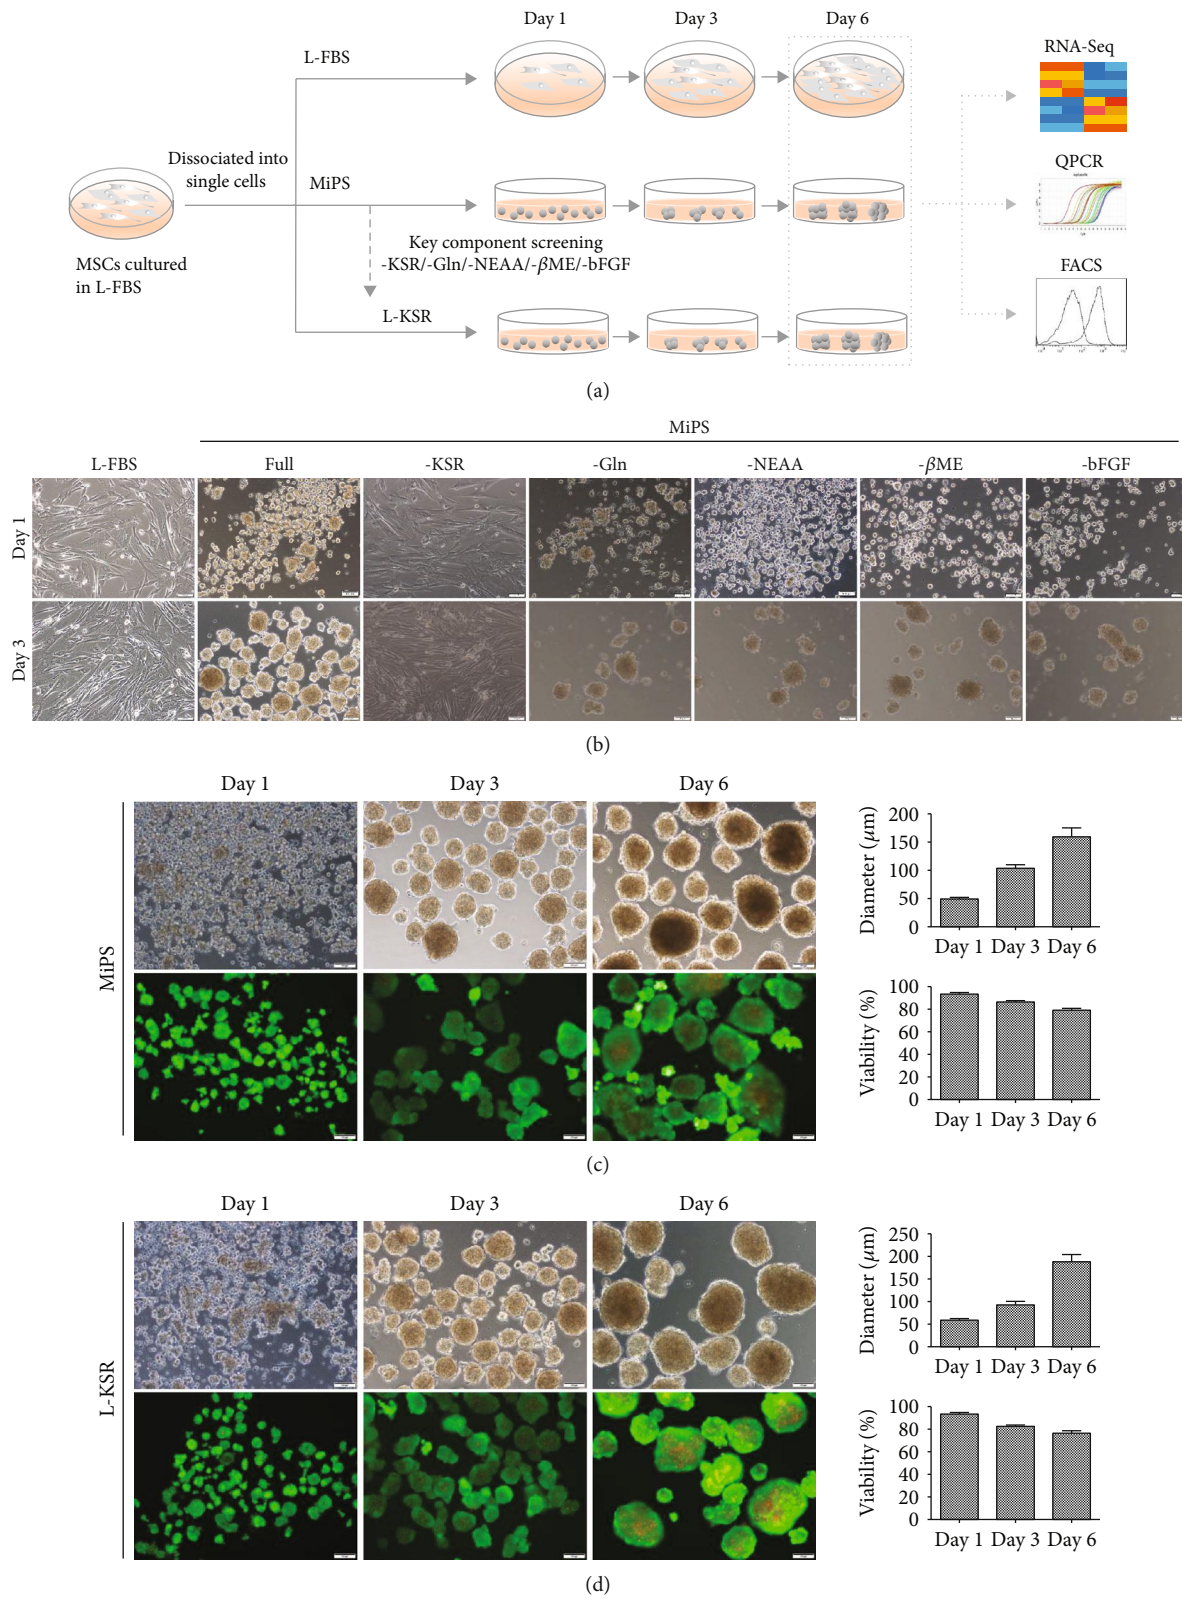 Day 1 Day 3 Day 6
L-FBS
RNA-Seq
Dissociated into
single cells
MiPS
QPCR
Key component screening
-KSR/-Gln/-NEAA/-βME/-bFGF
MSCs cultured
in L-FBS
FACS
L-KSR
(a)
MiPS
L-FBS Full -KSR -Gln -NEAA -βME -bFGF
Day 1
Day 3
(b)
Day 1 Day 3 Day 6
MiPS
Diameter (μm)
200
150
100
50
0
Day 1 Day 3 Day 6
Viability (%)
100
80
60
40
20
0
Day 1 Day 3 Day 6
(c)
Day 1 Day 3 Day 6
L-KSR
Diameter (μm)
250
200
150
100
50
0
Day 1 Day 3 Day 6
Viability (%)
100
80
60
40
20
0
Day 1 Day 3 Day 6
(d)